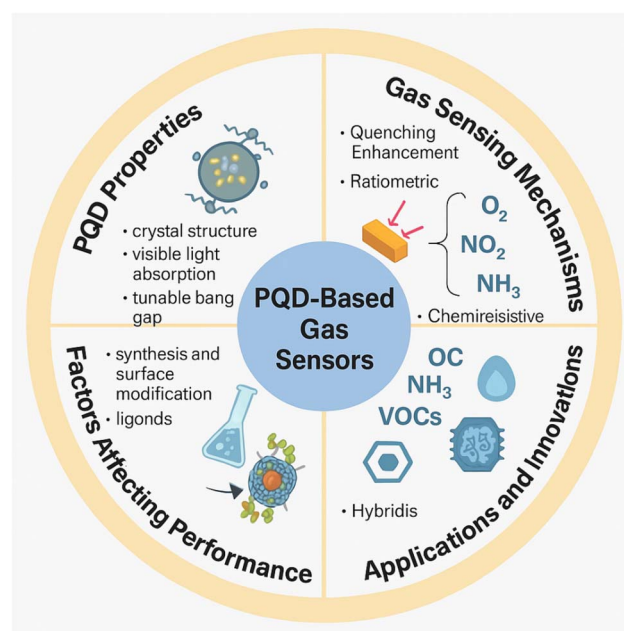 PQD Properties
• crystal structure
• visible light
absorption
• tunable bang
gap
Gas Sensing Mechanisms
• Quenching
Enhancement
• Ratiometric
O₂
NO₂
NH₃
• Chemireisistive
PQD-Based
Gas
Sensors
Factors Affecting Performance
• synthesis and
surface
modification
• ligonds
OC
NH₃
VOCs
• Hybridis
Applications and Innovations